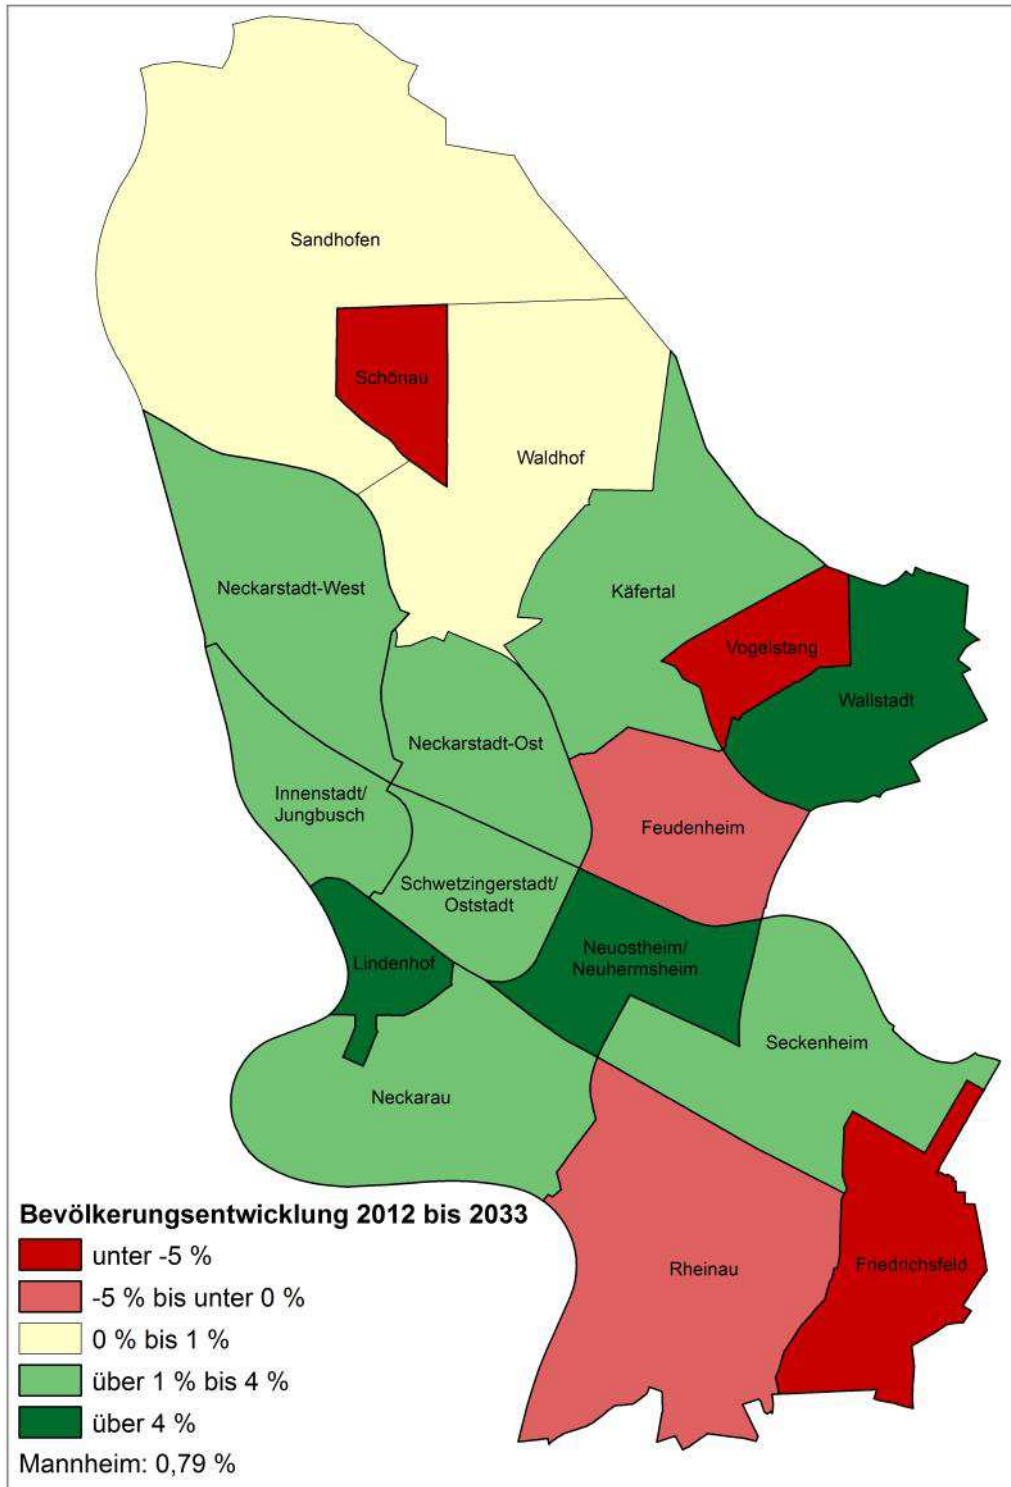 Sandhofen
Schönau
Waldhof
Neckarstadt-West
Käfertal
Vogelstang
Wallstadt
Neckarstadt-Ost
Innenstadt/
Jungbusch
Feudenheim
Schwetzingerstadt/
Oststadt
Neuostheim/
Neuhermsheim
Lindenhof
Seckenheim
Neckarau
Rheinau
Friedrichsfeld
Bevölkerungsentwicklung 2012 bis 2033
unter -5 %
-5 % bis unter 0 %
0 % bis 1 %
über 1 % bis 4 %
über 4 %
Mannheim: 0,79 %